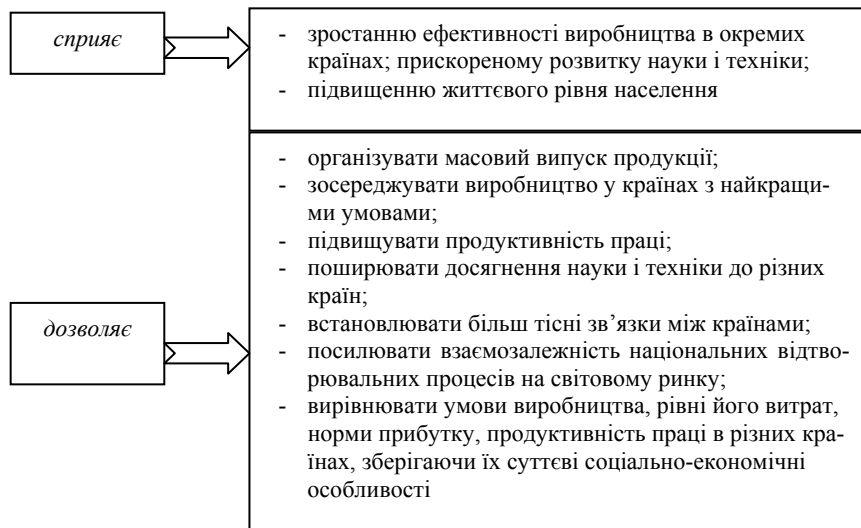 сприяє
- зростанню ефективності виробництва в окремих
країнах; прискореному розвитку науки і техніки;
- підвищенню життєвого рівня населення
дозволяє
- організувати масовий випуск продукції;
- зосереджувати виробництво у країнах з найкращи-
ми умовами;
- підвищувати продуктивність праці;
- поширювати досягнення науки і техніки до різних
країн;
- встановлювати більш тісні зв’язки між країнами;
- посилювати взаємозалежність національних відтво-
рювальних процесів на світовому ринку;
- вирівнювати умови виробництва, рівні його витрат,
норми прибутку, продуктивність праці в різних кра-
їнах, зберігаючи їх суттєві соціально-економічні
особливості